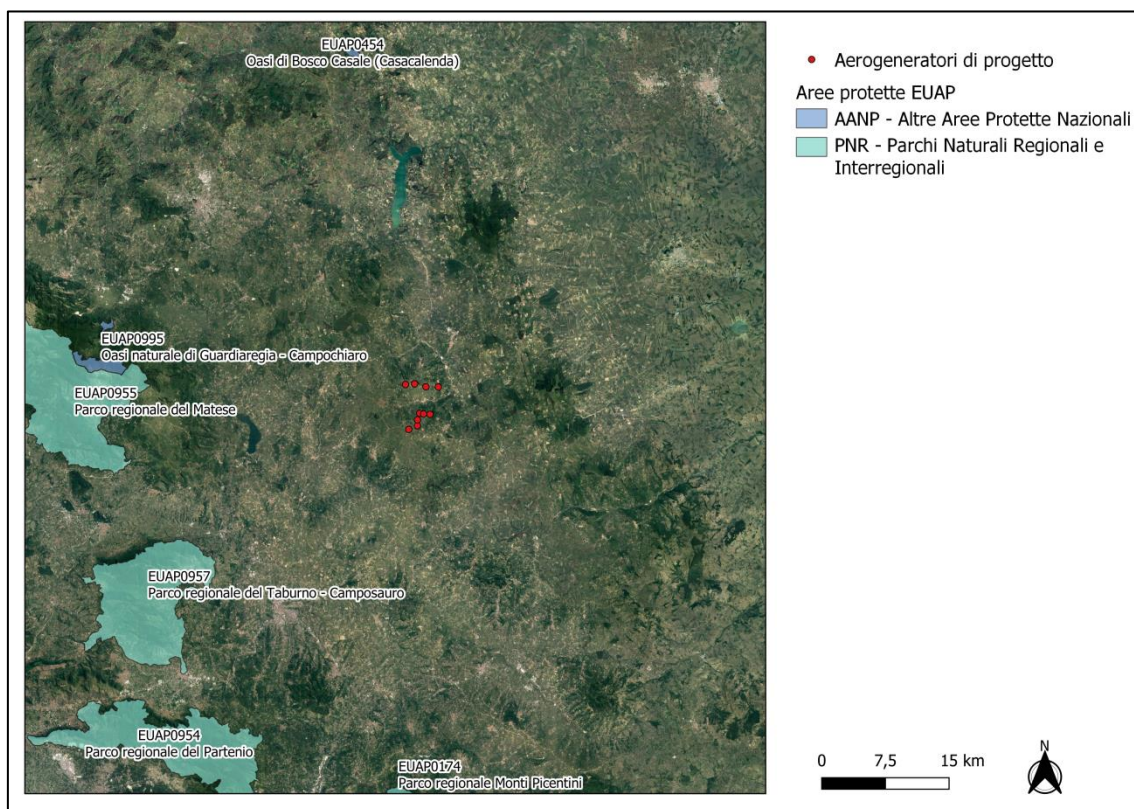 EUAP0454
Oasi di Bosco Casale (Casacalenda)
EUAP0995
Oasi naturale di Guardiaregia - Campochiaro
EUAP0955
Parco regionale del Matese
EUAP0957
Parco regionale del Taburno - Camposauro
EUAP0954
Parco regionale del Partenio
EUAP0174
Parco regionale Monti Picentini
Aerogeneratori di progetto
Aree protette EUAP
AANP - Altre Aree Protette Nazionali
PNR - Parchi Naturali Regionali e
Interregionali
0 7,5 15 km
N